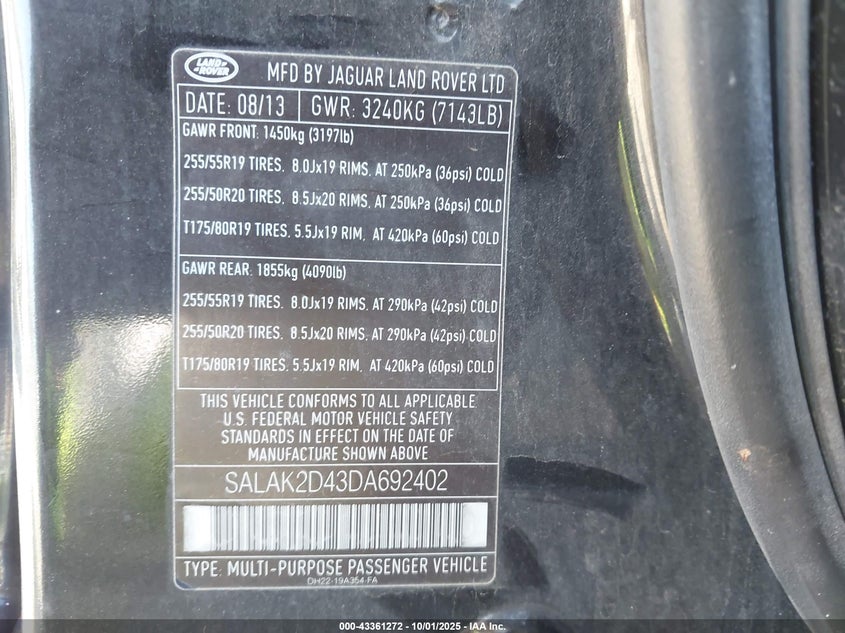 LAND ROVER
MFD BY JAGUAR LAND ROVER LTD
DATE: 08/13 GWR: 3240KG (7143LB)
GAWR FRONT: 1450kg (3197lb)
255/55R19 TIRES. 8.0Jx19 RIMS. AT 250kPa (36psi) COLD
255/50R20 TIRES. 8.5Jx20 RIMS. AT 250kPa (36psi) COLD
T175/80R19 TIRES. 5.5Jx19 RIM, AT 420kPa (60psi) COLD
GAWR REAR: 1855kg (4090lb)
255/55R19 TIRES. 8.0Jx19 RIMS. AT 290kPa (42psi) COLD
255/50R20 TIRES. 8.5Jx20 RIMS. AT 290kPa (42psi) COLD
T175/80R19 TIRES. 5.5Jx19 RIM, AT 420kPa (60psi) COLD
THIS VEHICLE CONFORMS TO ALL APPLICABLE
U.S. FEDERAL MOTOR VEHICLE SAFETY
STANDARDS IN EFFECT ON THE DATE OF
MANUFACTURE SHOWN ABOVE
SALAK2D43DA692402
TYPE: MULTI-PURPOSE PASSENGER VEHICLE
DH22-19A354-FA
000-43361272 - 10/01/2025 - IAA Inc.